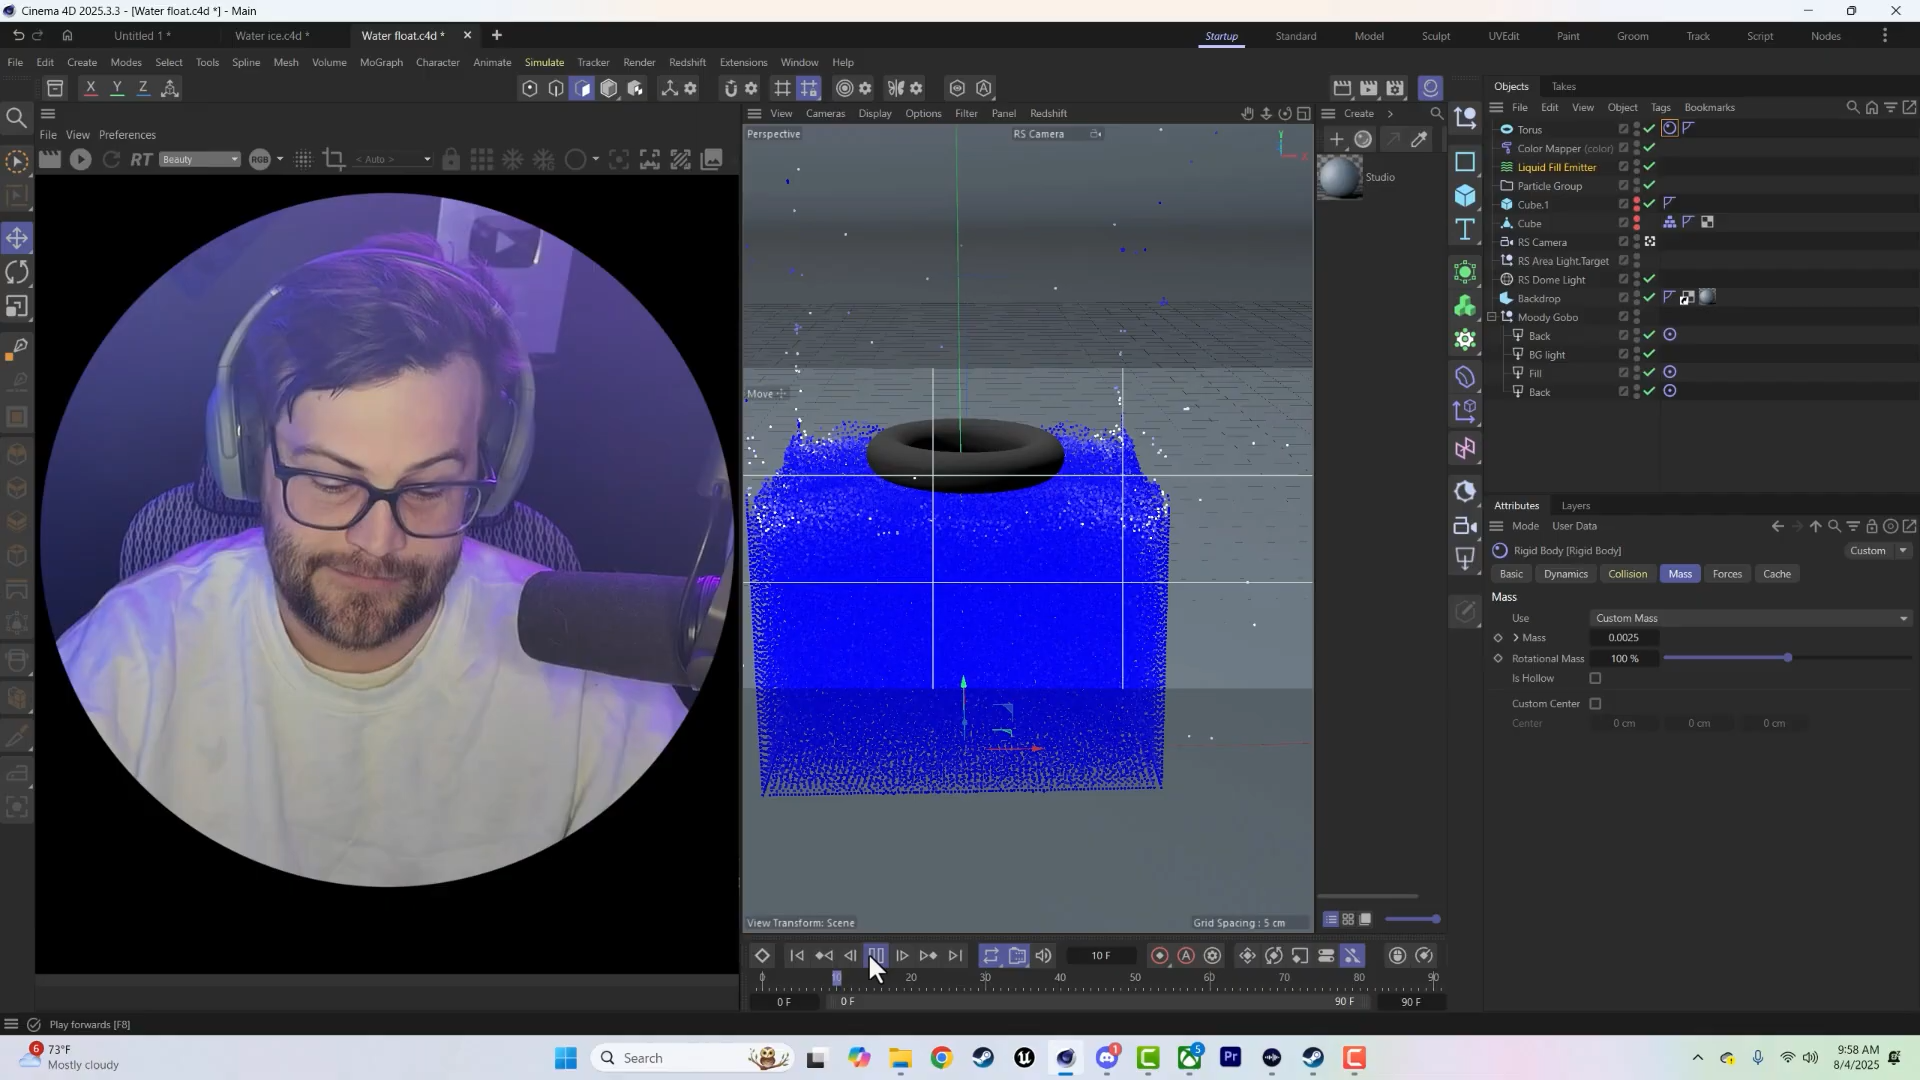 Cinema 4D 2025.3.3 - [Water float.c4d *] - Main
Untitled 1 *
Water ice.c4d *
Water float.c4d *
Startup
Standard
Model
Sculpt
UVEdit
Paint
Groom
Track
Script
Nodes
File Edit Create Modes Select Tools Spline Mesh Volume MoGraph Character Animate Simulate Tracker Render Redshift Extensions Window Help
X Y Z
File View Preferences
RT Beauty RGB < Auto >
View Cameras Display Options Filter Panel Redshift
Perspective
RS Camera
Y
X
Move
View Transform: Scene
Grid Spacing : 5 cm
Create
Studio
Objects Takes
File Edit View Object Tags Bookmarks
Torus
Color Mapper (color)
Liquid Fill Emitter
Particle Group
Cube.1
Cube
RS Camera
RS Area Light.Target
RS Dome Light
Backdrop
Moody Gobo
Back
BG light
Fill
Back
Attributes Layers
Mode User Data
Rigid Body [Rigid Body]
Custom
Basic Dynamics Collision Mass Forces Cache
Mass
Use Custom Mass
Mass 0.0025
Rotational Mass 100 %
Is Hollow
Custom Center
Center 0 cm 0 cm 0 cm
10 F
0 10 20 30 40 50 60 70 80 90
0 F 0 F 90 F 90 F
Play forwards [F8]
6
73°F
Mostly cloudy
Search
1
5
Pr
9:58 AM
8/4/2025